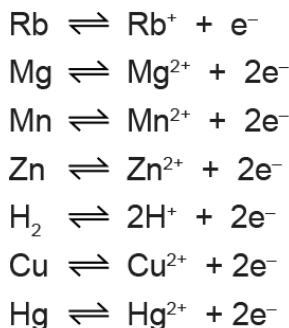 Rb ⇌ Rb⁺ + e⁻
Mg ⇌ Mg²⁺ + 2e⁻
Mn ⇌ Mn²⁺ + 2e⁻
Zn ⇌ Zn²⁺ + 2e⁻
H₂ ⇌ 2H⁺ + 2e⁻
Cu ⇌ Cu²⁺ + 2e⁻
Hg ⇌ Hg²⁺ + 2e⁻